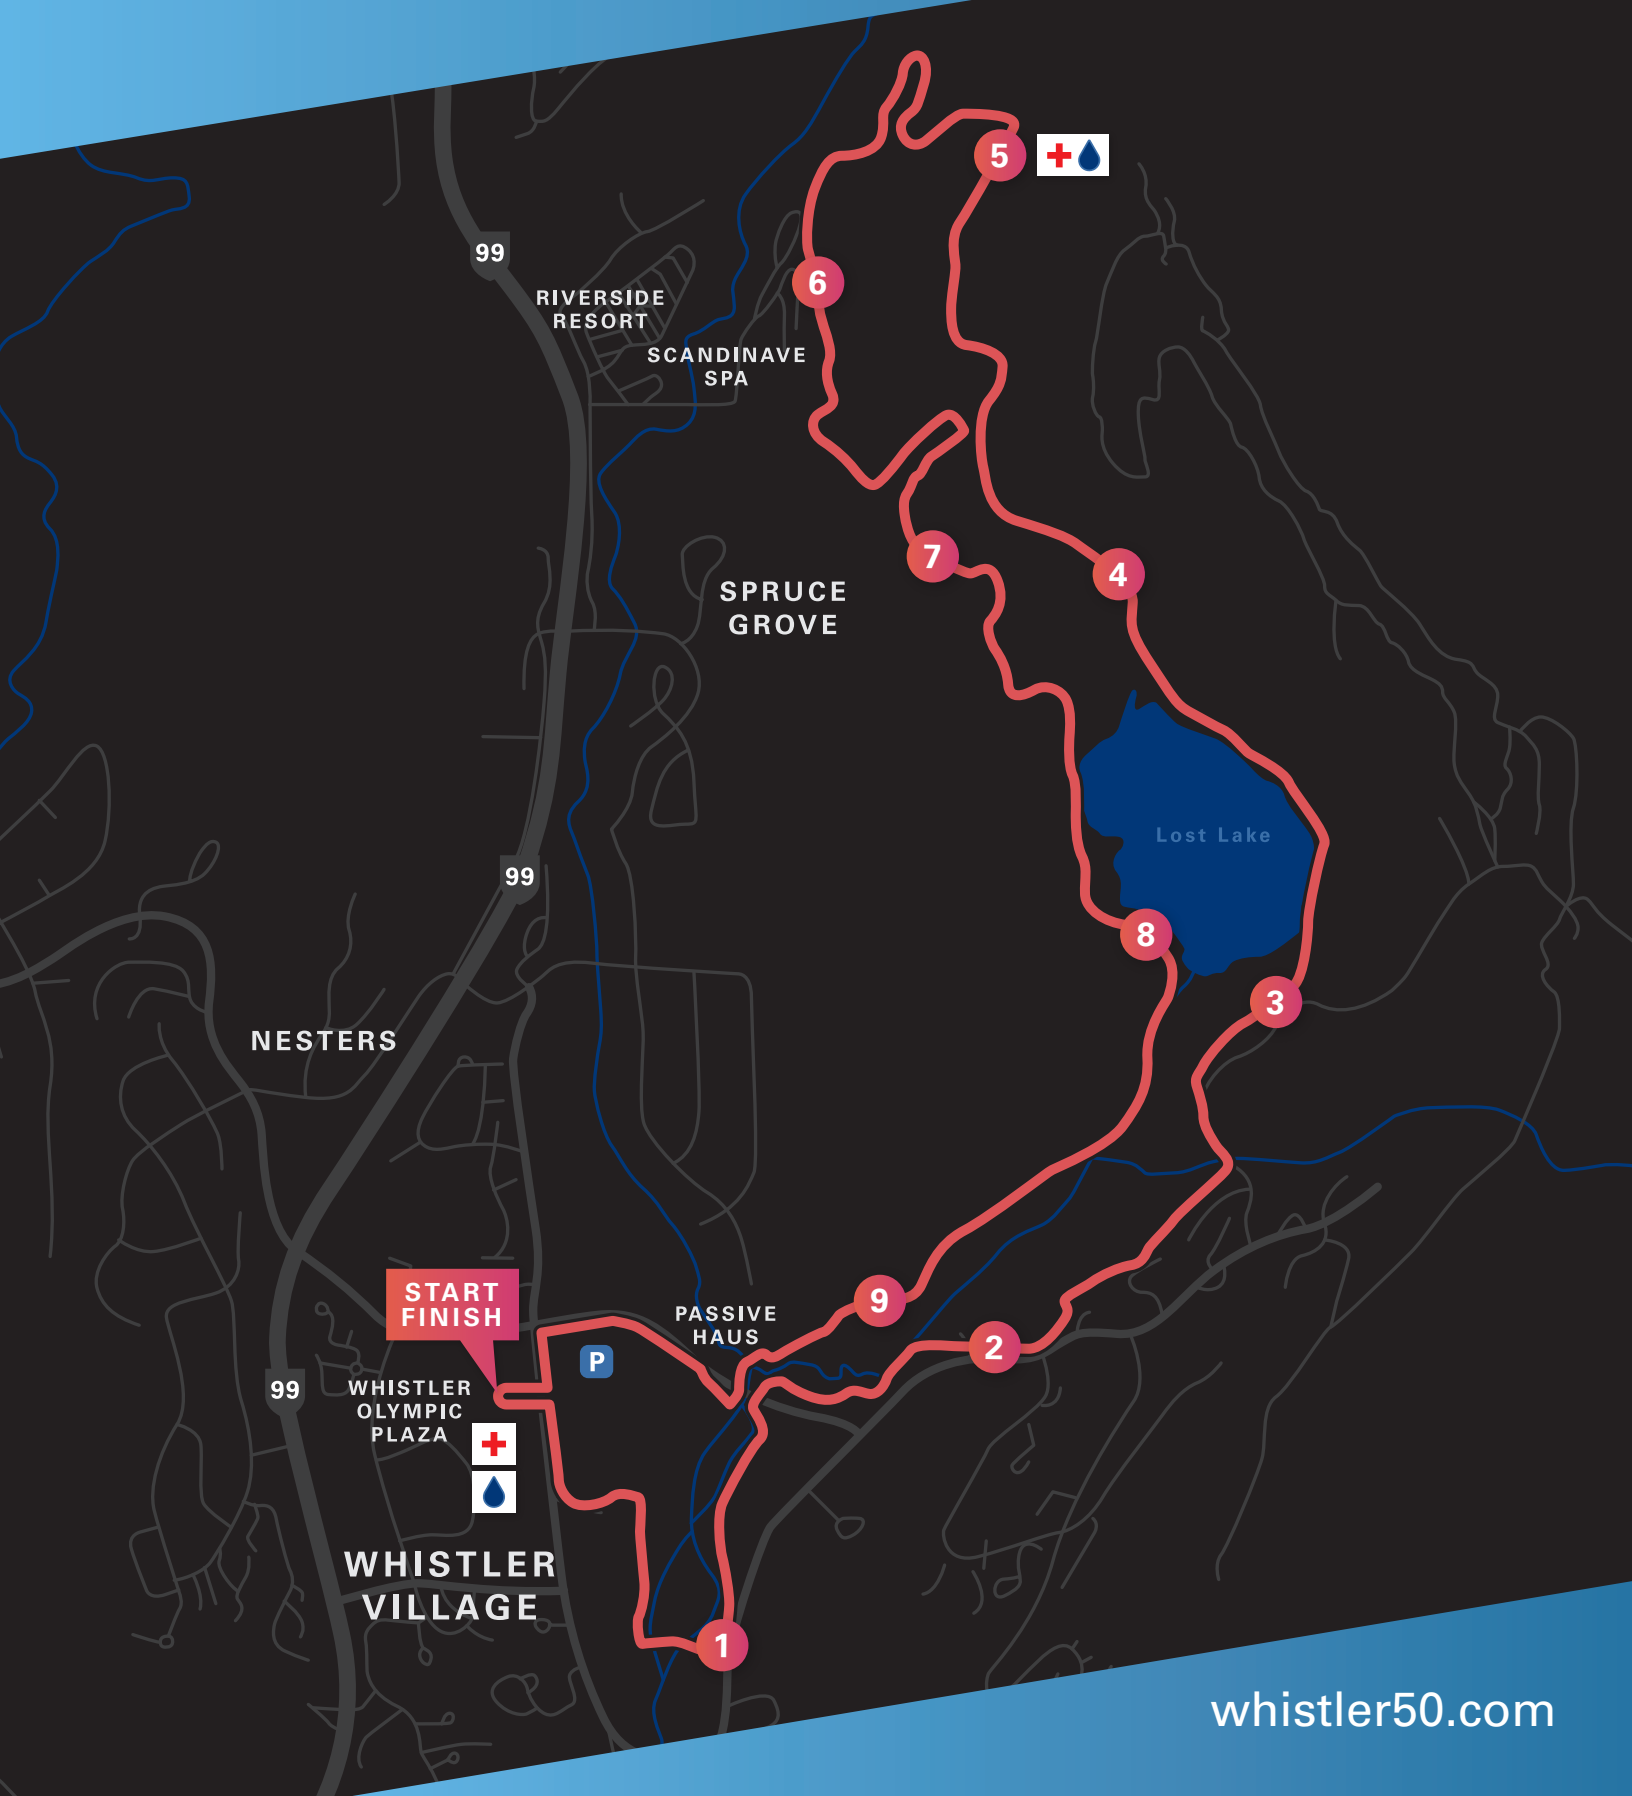 5
99
6
RIVERSIDE
RESORT
SCANDINAVE
SPA
7
4
SPRUCE
GROVE
Lost Lake
99
8
3
NESTERS
START
FINISH
9
PASSIVE
HAUS
2
P
99
WHISTLER
OLYMPIC
PLAZA
WHISTLER
VILLAGE
1
whistler50.com